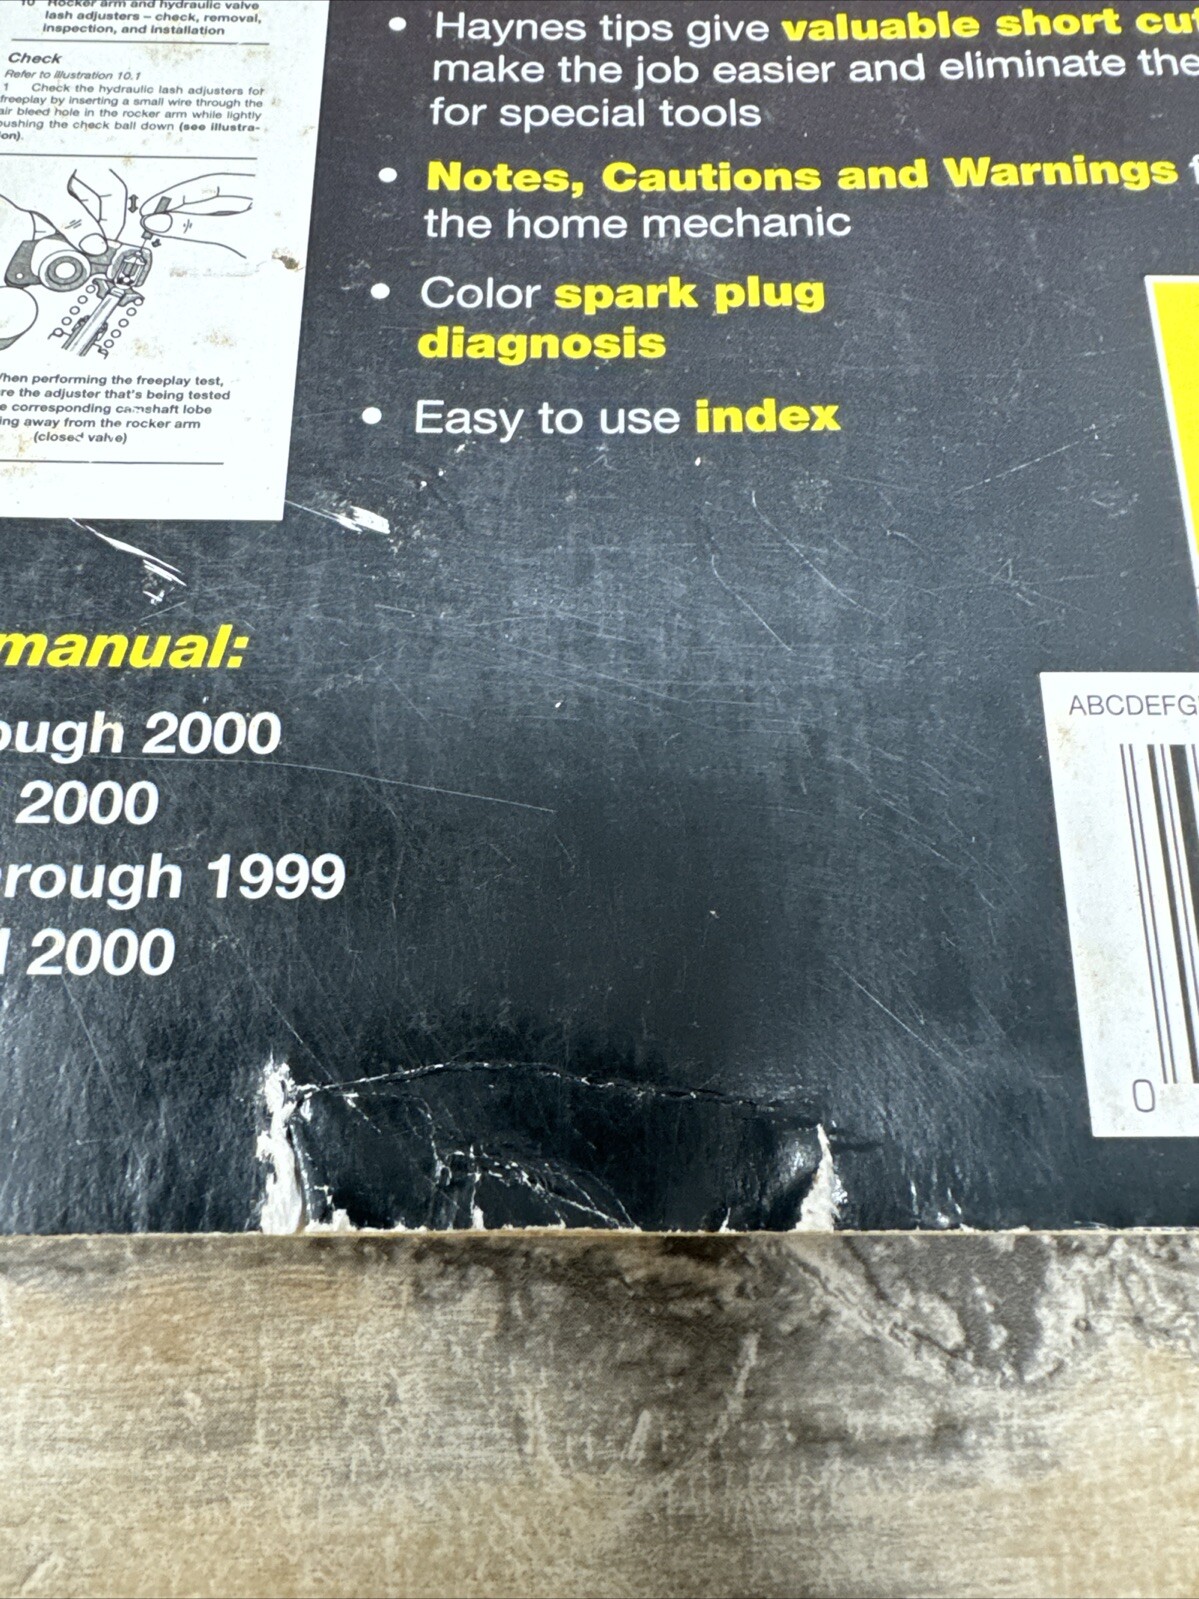 10 Rocker arm and hydraulic valve
lash adjusters – check, removal,
inspection, and installation
Check
Refer to illustration 10.1
1 Check the hydraulic lash adjusters for
freeplay by inserting a small wire through the
air bleed hole in the rocker arm while lightly
pushing the check ball down (see illustra-
ion).
When performing the freeplay test,
re the adjuster that's being tested
e corresponding camshaft lobe
ing away from the rocker arm
(closed valve)
• Haynes tips give valuable short cu
make the job easier and eliminate the
for special tools
• Notes, Cautions and Warnings f
the home mechanic
• Color spark plug
diagnosis
• Easy to use index
manual:
ough 2000
2000
rough 1999
2000
ABCDEFG
0